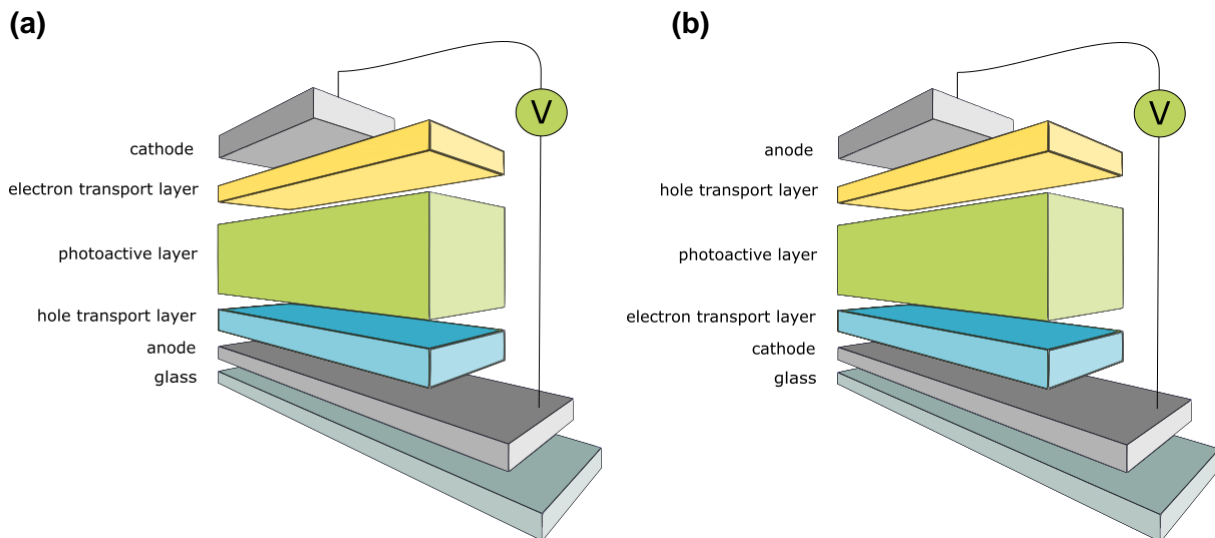 (a)
V
cathode
electron transport layer
photoactive layer
hole transport layer
anode
glass
(b)
V
anode
hole transport layer
photoactive layer
electron transport layer
cathode
glass